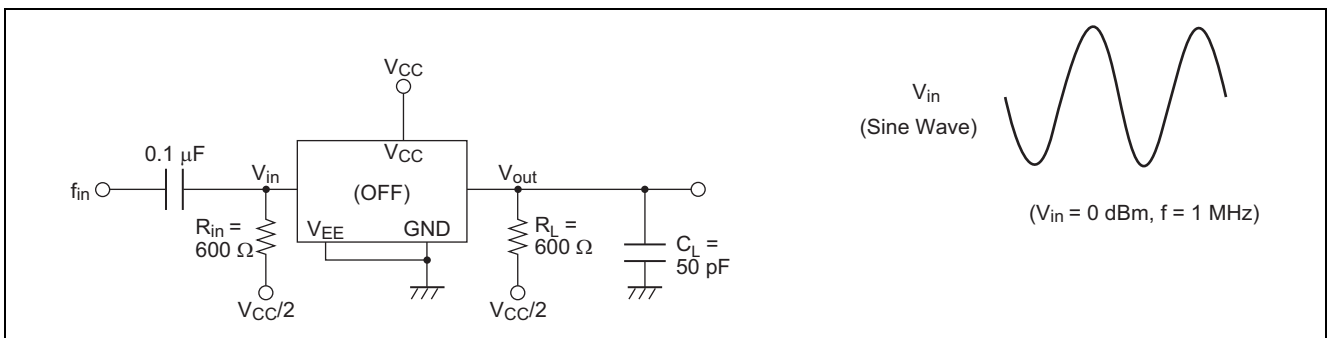 VCC
VCC
0.1 μF
fin
Vin
(OFF)
Vout
Rin =
600 Ω
VEE
GND
RL =
600 Ω
CL =
50 pF
VCC/2
VCC/2
Vin
(Sine Wave)
(Vin = 0 dBm, f = 1 MHz)